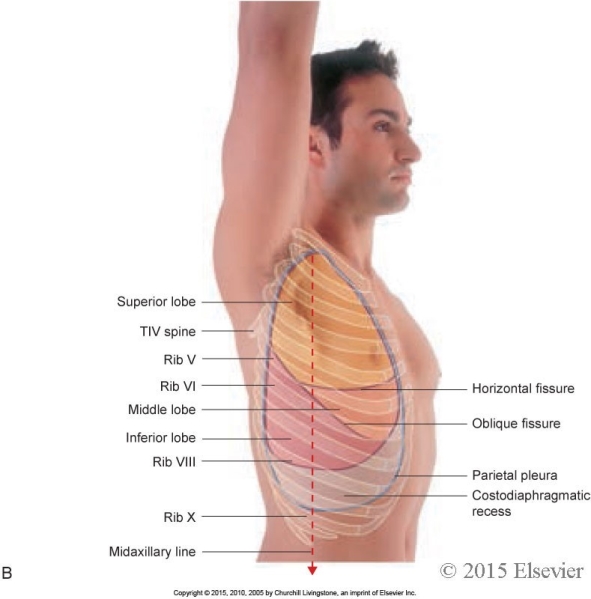 Superior lobe
TIV spine
Rib V
Rib VI
Middle lobe
Inferior lobe
Rib VIII
Rib X
Midaxillary line
Horizontal fissure
Oblique fissure
Parietal pleura
Costodiaphragmatic
recess
B
© 2015 Elsevier
Copyright © 2015, 2010, 2005 by Churchill Livingstone, an imprint of Elsevier Inc.